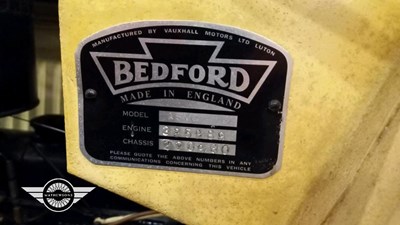 MANUFACTURED BY VAUXHALL MOTORS LTD LUTON
BEDFORD
MADE IN ENGLAND
MODEL
ENGINE
CHASSIS
PLEASE QUOTE THE ABOVE NUMBERS IN ANY
COMMUNICATIONS CONCERNING THIS VEHICLE
MATHEWSONS